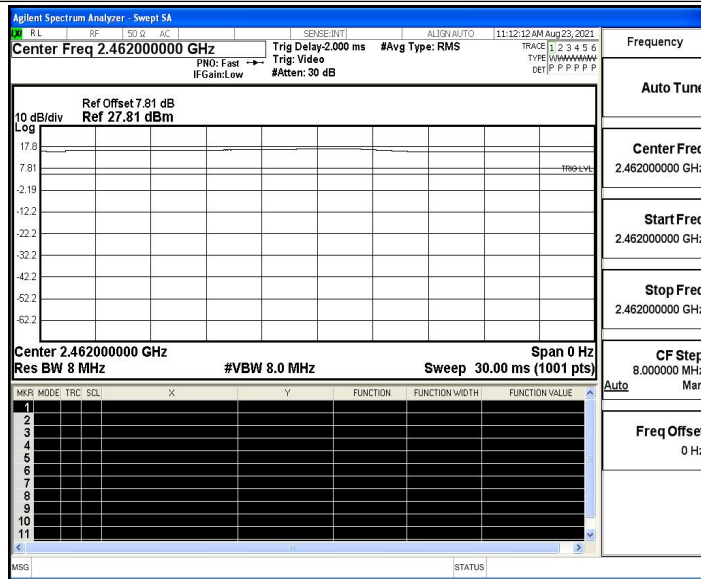 Agilent Spectrum Analyzer - Swept SA
RL RF 50 Ω AC SENSE:INT ALIGN AUTO 11:12:12 AM Aug 23, 2021
Center Freq 2.462000000 GHz
PNO: Fast
IFGain:Low
Trig Delay-2.000 ms
Trig: Video
#Atten: 30 dB
#Avg Type: RMS
TRACE 1 2 3 4 5 6
TYPE
DET P P P P P P
Ref Offset 7.81 dB
10 dB/div Ref 27.81 dBm
Log
17.8
7.81
TRIG LVL
-2.19
-12.2
-22.2
-32.2
-42.2
-52.2
-62.2
Center 2.462000000 GHz Span 0 Hz
Res BW 8 MHz #VBW 8.0 MHz Sweep 30.00 ms (1001 pts)
MKR MODE TRC SCL X Y FUNCTION FUNCTION WIDTH FUNCTION VALUE
1
2
3
4
5
6
7
8
9
10
11
MSG STATUS
Frequency
Auto Tune
Center Freq
2.462000000 GHz
Start Freq
2.462000000 GHz
Stop Freq
2.462000000 GHz
CF Step
8.000000 MHz
Auto Man
Freq Offset
0 Hz